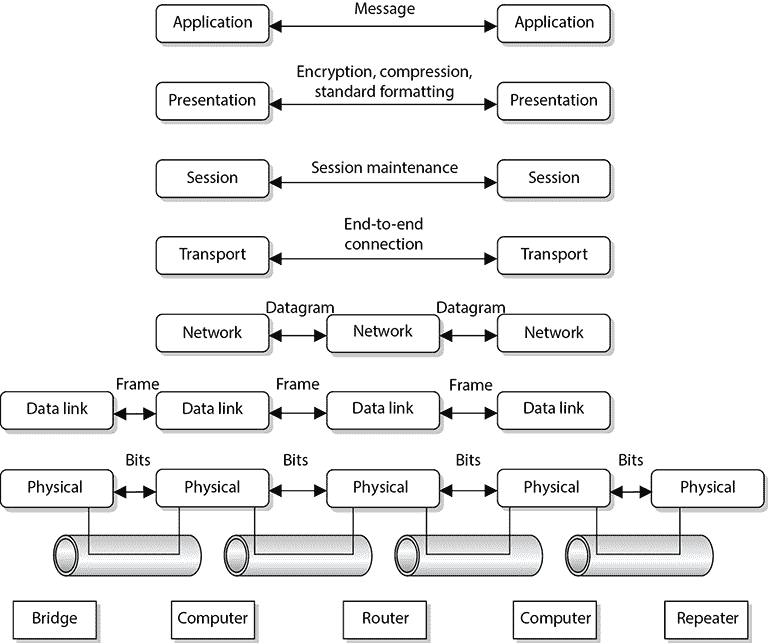 Message
Application
Application
Encryption, compression,
standard formatting
Presentation
Presentation
Session maintenance
Session
Session
End-to-end
connection
Transport
Transport
Datagram
Datagram
Network
Network
Network
Frame
Frame
Frame
Data link
Data link
Data link
Data link
Bits
Bits
Bits
Bits
Physical
Physical
Physical
Physical
Physical
Bridge
Computer
Router
Computer
Repeater